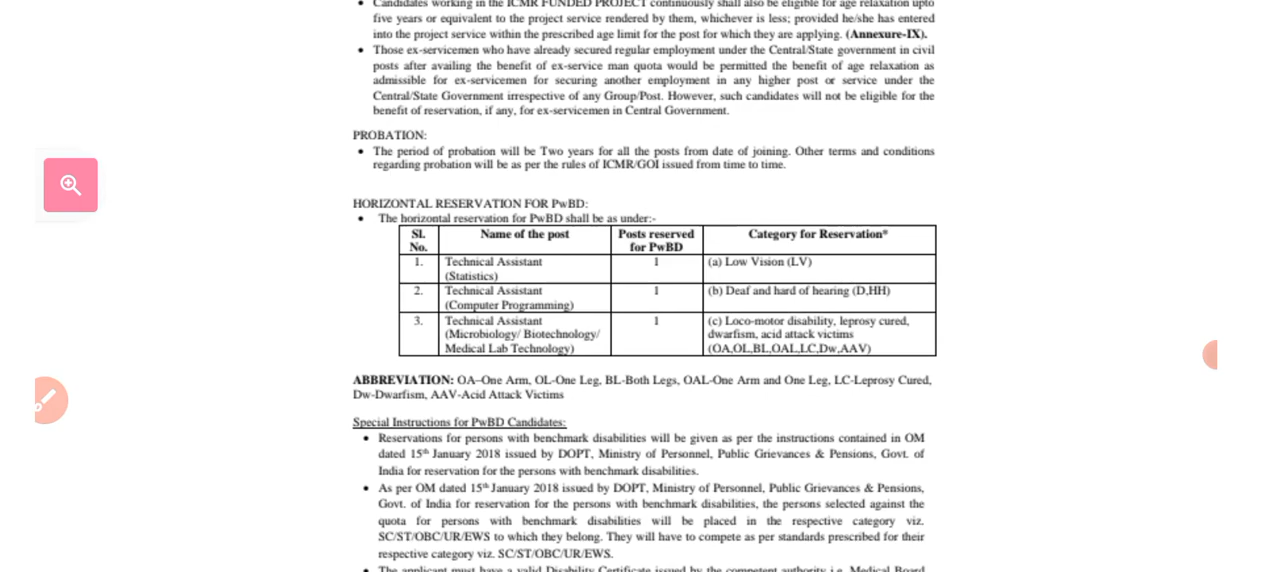 • Candidates working in the ICMR FUNDED PROJECT continuously shall also be eligible for age relaxation upto
five years or equivalent to the project service rendered by them, whichever is less; provided he/she has entered
into the project service within the prescribed age limit for the post for which they are applying. (Annexure-IX).
• Those ex-servicemen who have already secured regular employment under the Central/State government in civil
posts after availing the benefit of ex-service man quota would be permitted the benefit of age relaxation as
admissible for ex-servicemen for securing another employment in any higher post or service under the
Central/State Government irrespective of any Group/Post. However, such candidates will not be eligible for the
benefit of reservation, if any, for ex-servicemen in Central Government.
PROBATION:
• The period of probation will be Two years for all the posts from date of joining. Other terms and conditions
regarding probation will be as per the rules of ICMR/GOI issued from time to time.
HORIZONTAL RESERVATION FOR PwBD:
• The horizontal reservation for PwBD shall be as under:-
Sl. No. Name of the post Posts reserved for PwBD Category for Reservation*
1. Technical Assistant (Statistics) 1 (a) Low Vision (LV)
2. Technical Assistant (Computer Programming) 1 (b) Deaf and hard of hearing (D,HH)
3. Technical Assistant (Microbiology/ Biotechnology/ Medical Lab Technology) 1 (c) Loco-motor disability, leprosy cured, dwarfism, acid attack victims (OA,OL,BL,OAL,LC,Dw,AAV)
ABBREVIATION: OA–One Arm, OL-One Leg, BL-Both Legs, OAL-One Arm and One Leg, LC-Leprosy Cured,
Dw-Dwarfism, AAV-Acid Attack Victims
Special Instructions for PwBD Candidates:
• Reservations for persons with benchmark disabilities will be given as per the instructions contained in OM
dated 15th January 2018 issued by DOPT, Ministry of Personnel, Public Grievances & Pensions, Govt. of
India for reservation for the persons with benchmark disabilities.
• As per OM dated 15th January 2018 issued by DOPT, Ministry of Personnel, Public Grievances & Pensions,
Govt. of India for reservation for the persons with benchmark disabilities, the persons selected against the
quota for persons with benchmark disabilities will be placed in the respective category viz.
SC/ST/OBC/UR/EWS to which they belong. They will have to compete as per standards prescribed for their
respective category viz. SC/ST/OBC/UR/EWS.
• The applicant must have a valid Disability Certificate issued by the competent authority i.e. Medical Board